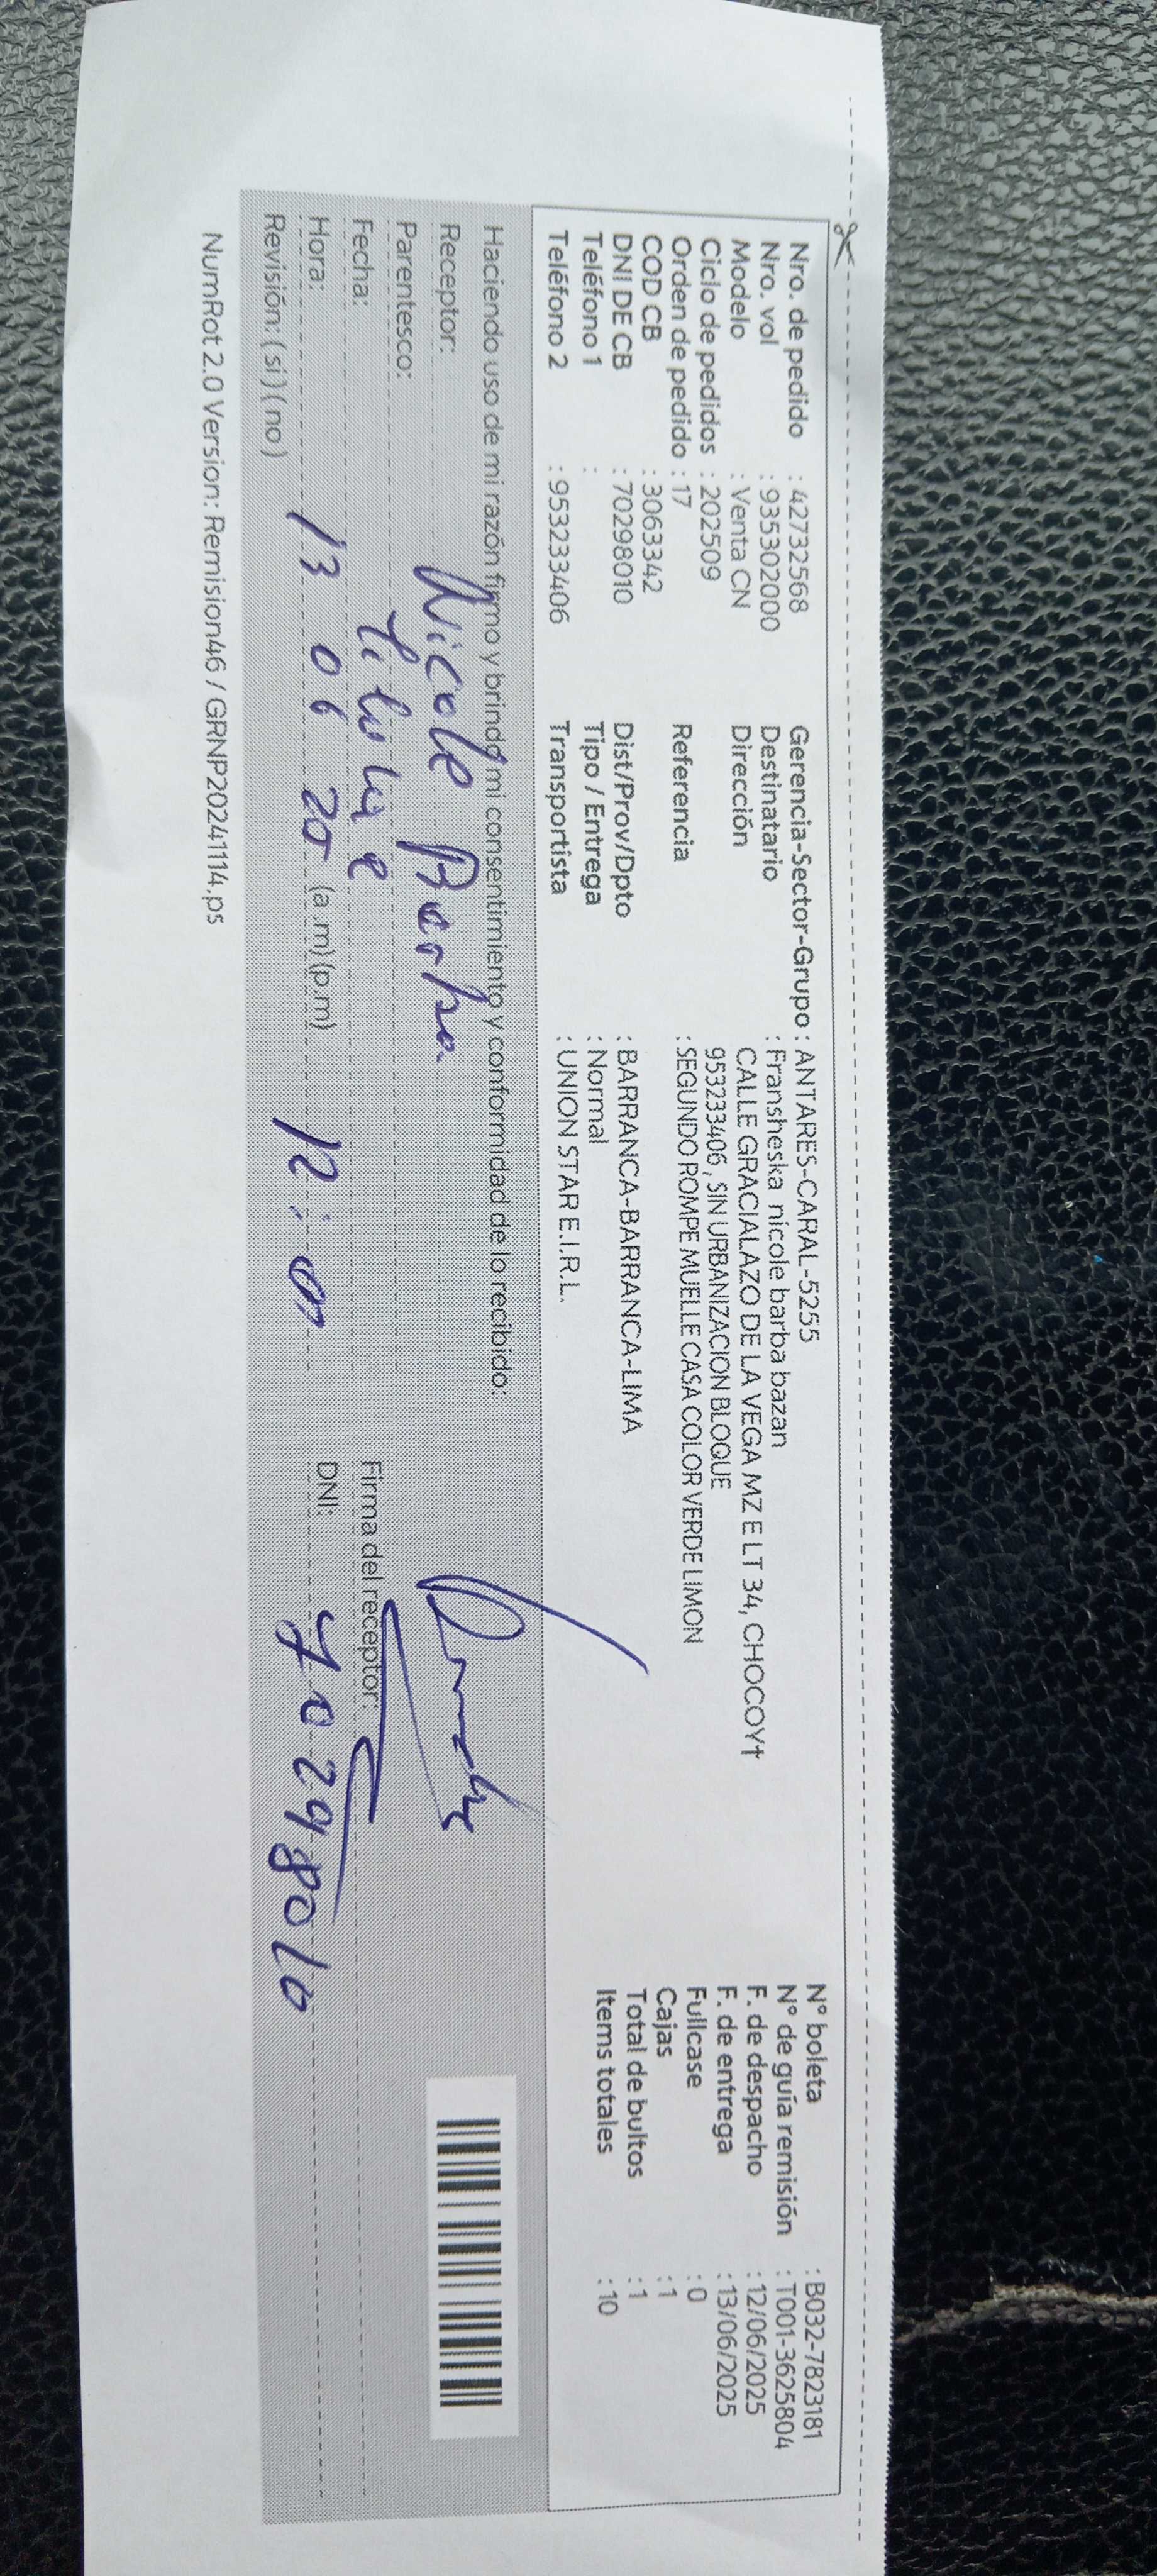 Nro. de pedido : 42732568
Nro. vol : 935302000
Modelo : Venta CN
Ciclo de pedidos : 202509
Orden de pedido : 17
COD CB : 3063342
DNI DE CB : 70298010
Teléfono 1 :
Teléfono 2 : 953233406
Gerencia-Sector-Grupo : ANTARES-CARAL-5255
Destinatario : Fransheska nicole barba bazan
Dirección CALLE GRACIALAZO DE LA VEGA MZ E LT 34, CHOCOY†
953233406 , SIN URBANIZACION BLOQUE
Referencia : SEGUNDO ROMPE MUELLE CASA COLOR VERDE LIMON
Dist/Prov/Dpto : BARRANCA-BARRANCA-LIMA
Tipo / Entrega : Normal
Transportista : UNION STAR E.I.R.L.
N° boleta : B032-7823181
N° de guía remisión : T001-3625804
F. de despacho : 12/06/2025
F. de entrega : 13/06/2025
Fullcase : 0
Cajas : 1
Total de bultos : 1
Items totales : 10
Haciendo uso de mi razón firmo y brindo mi consentimiento y conformidad de lo recibido:
Receptor: Nicole Barba
Parentesco: Titular
Fecha: 13 06 25
Hora: (a.m) (p.m) 12:
Revisión: ( si ) ( no )
Firma del receptor:
DNI: 70298010
NumRot 2.0 Version: Remision46 / GRNP20241114,ps